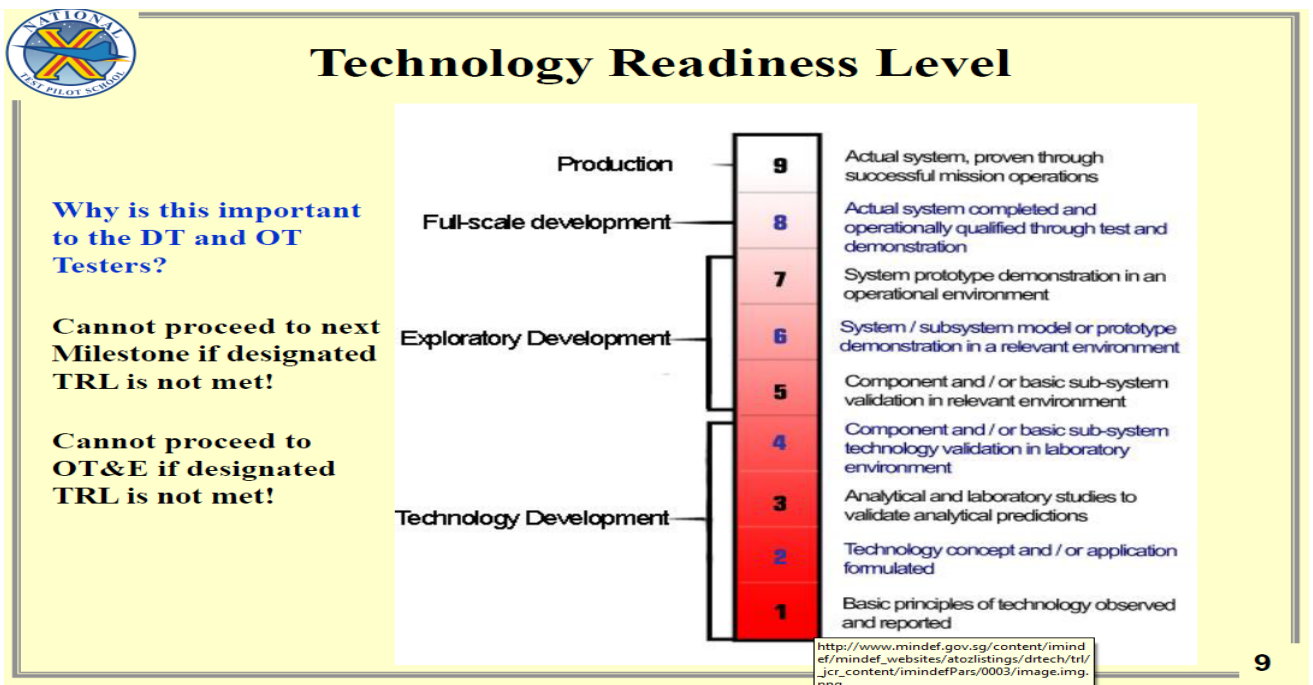 NATIONAL
TEST PILOT SCHOOL
Technology Readiness Level
Why is this important
to the DT and OT
Testers?
Cannot proceed to next
Milestone if designated
TRL is not met!
Cannot proceed to
OT&E if designated
TRL is not met!
Production
Full-scale development
Exploratory Development
Technology Development
9
Actual system, proven through
successful mission operations
8
Actual system completed and
operationally qualified through test and
demonstration
7
System prototype demonstration in an
operational environment
6
System / subsystem model or prototype
demonstration in a relevant environment
5
Component and / or basic sub-system
validation in relevant environment
4
Component and / or basic sub-system
technology validation in laboratory
environment
3
Analytical and laboratory studies to
validate analytical predictions
2
Technology concept and / or application
formulated
1
Basic principles of technology observed
and reported
http://www.mindef.gov.sg/content/imind
ef/mindef_websites/atozlistings/drtech/trl/
_jcr_content/imindefPars/0003/image.img.
9